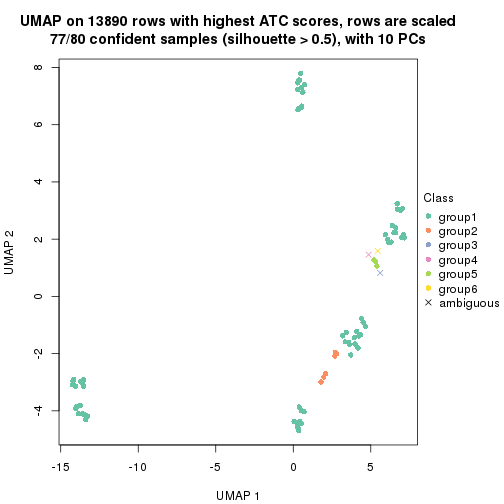 UMAP on 13890 rows with highest ATC scores, rows are scaled
77/80 confident samples (silhouette > 0.5), with 10 PCs
8
6
4
2
0
-2
-4
UMAP 2
-15
-10
-5
0
5
UMAP 1
Class
group1
group2
group3
group4
group5
group6
ambiguous